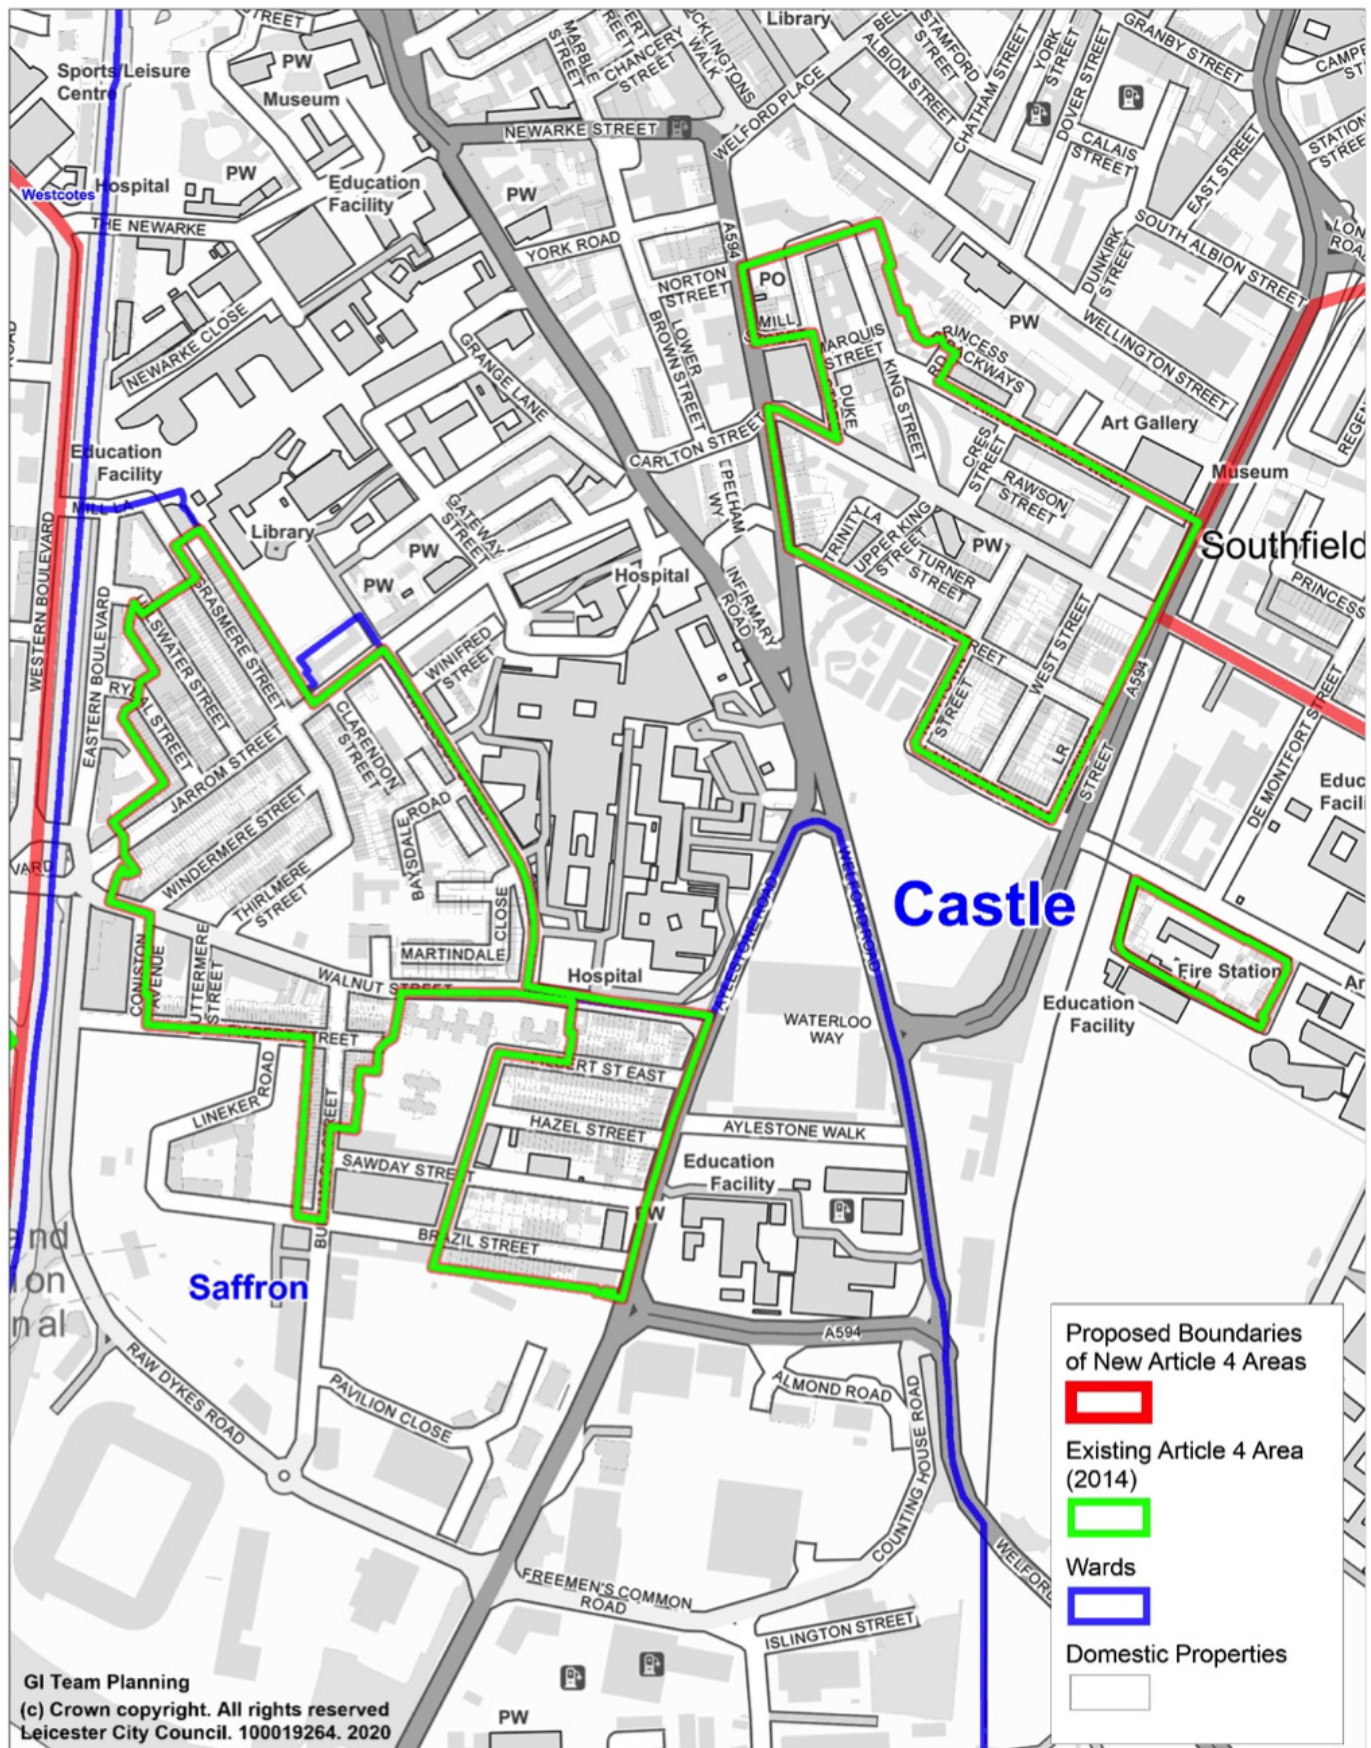 STREET
PW
Library
Sports/Leisure
Centre
Museum
MARBLE
STREET
CHANCERY
STREET
WALK
WELFORD PLACE
ALBION STREET
STAMFORD
STREET
CHATHAM STREET
YORK
STREET
DOVER STREET
GRANBY STREET
CALAIS
STREET
EAST STREET
STATION
NEWARKE STREET
Westcotes
Hospital
PW
Education
Facility
PW
THE NEWARKE
YORK ROAD
A594
SOUTH ALBION STREET
DUNKIRK
STREET
NORTON
STREET
PO
MILL
PW
WELLINGTON STREET
NEWARKE CLOSE
LOWER
BROWN STREET
GRANGE LANE
MARQUIS
STREET
KING STREET
DUKE
CARLTON STREET
Art Gallery
Museum
Education
Facility
MILL LA
Library
GATEWAY
STREET
PW
PW
RAWSON
STREET
TRINITY LA
UPPER KING
STREET
TURNER
STREET
PW
Southfield
PRINCESS
Hospital
INFIRMARY
ROAD
WESTERN BOULEVARD
EASTERN BOULEVARD
GRASMERE STREET
WINIFRED
STREET
WEST STREET
STREET
A594
DE MONTFORT STREET
JARROM STREET
CLARENDON
STREET
BAYSDALE ROAD
WINDERMERE STREET
THIRLMERE
STREET
MARTINDALE
CLOSE
STREET
Castle
AYLESTONE ROAD
WELFORD ROAD
CONISTON
AVENUE
WALNUT STREET
Hospital
Fire Station
Education
Facility
WATERLOO
WAY
LINEKER ROAD
HAZEL STREET
AYLESTONE WALK
SAWDAY STREET
Education
Facility
BRAZIL STREET
Saffron
A594
RAW DYKES ROAD
PAVILION CLOSE
ALMOND ROAD
COUNTING HOUSE ROAD
FREEMEN'S COMMON
ROAD
ISLINGTON STREET
PW
Proposed Boundaries
of New Article 4 Areas
Existing Article 4 Area
(2014)
Wards
Domestic Properties
GI Team Planning
(c) Crown copyright. All rights reserved
Leicester City Council. 100019264. 2020